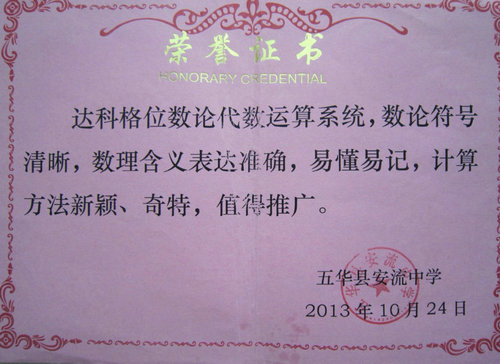 荣誉证书
HONORARY CREDENTIAL
达科格位数论代数运算系统，数论符号
清晰，数理含义表达准确，易懂易记，计算
方法新颖、奇特，值得推广。
五华县安流中学
2013年10月24日